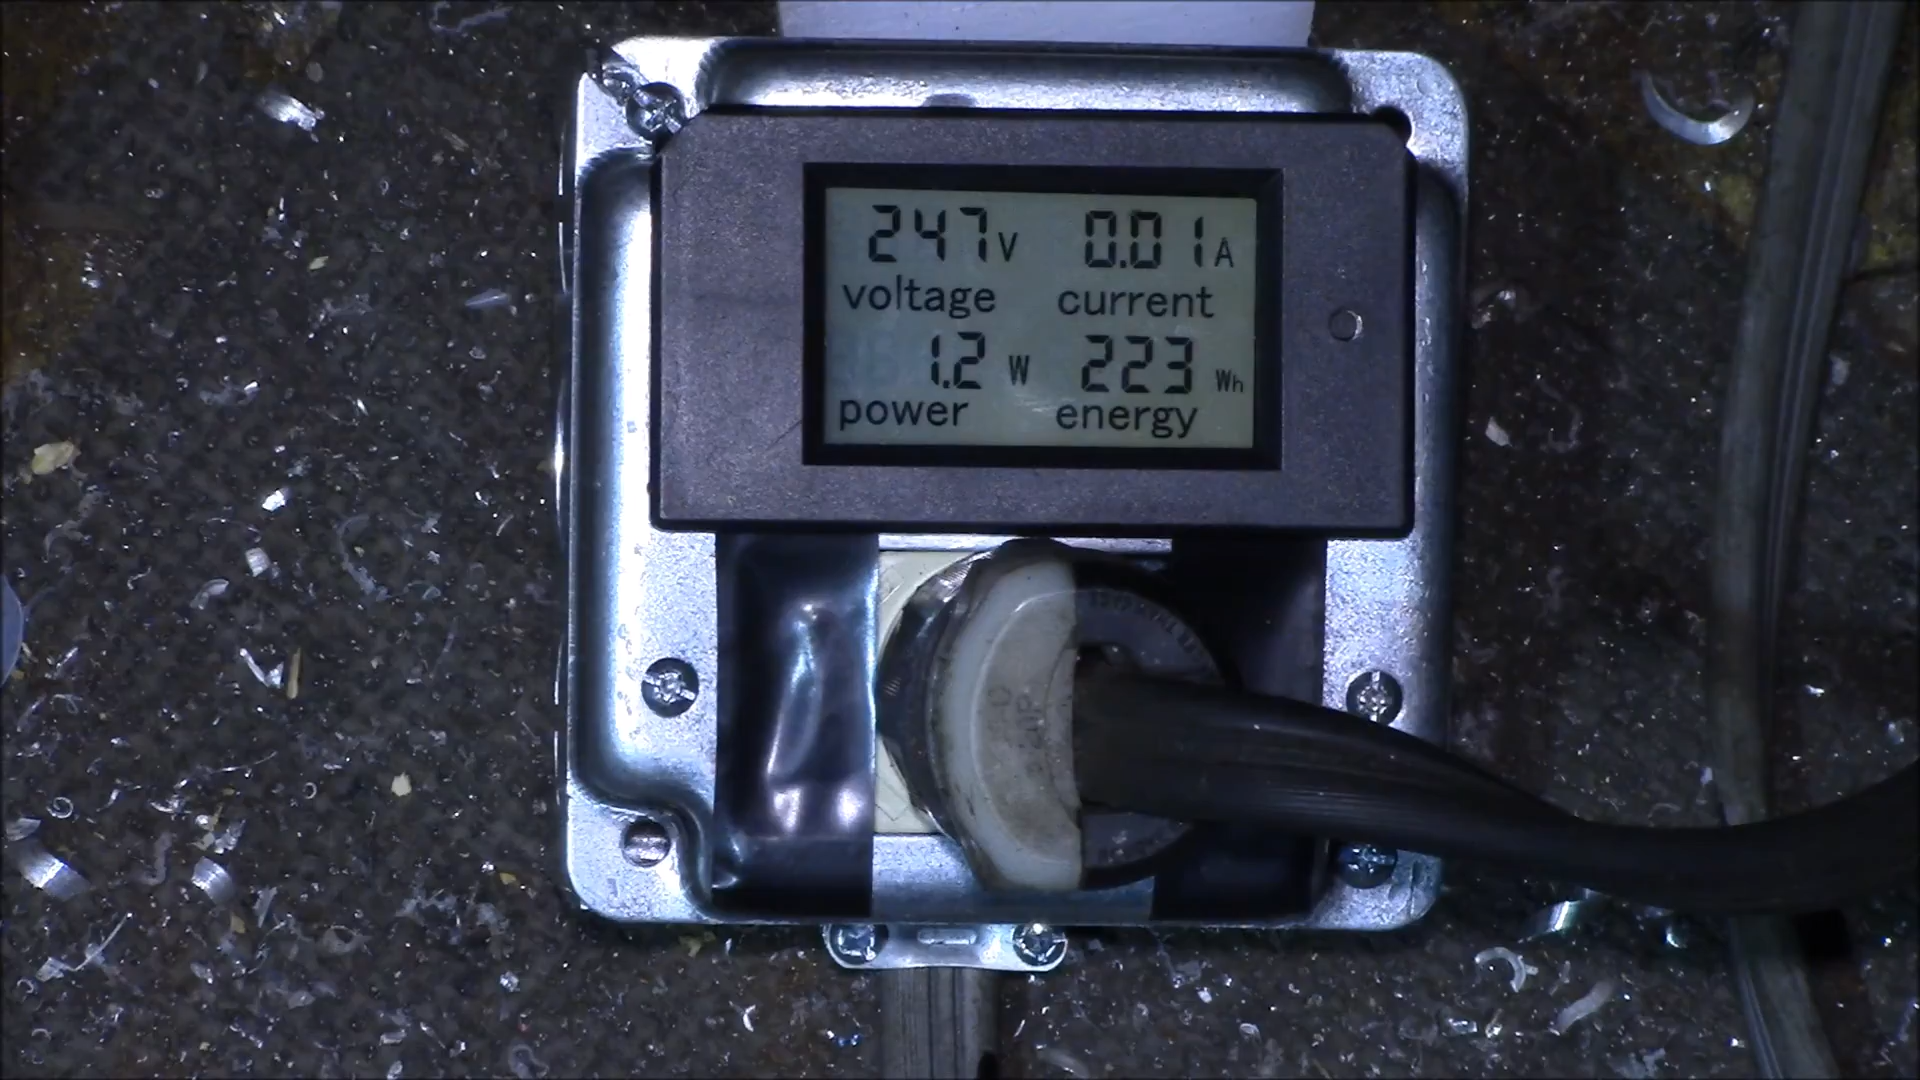 247V 0.01A
voltage current
1.2 W 223 Wh
power energy